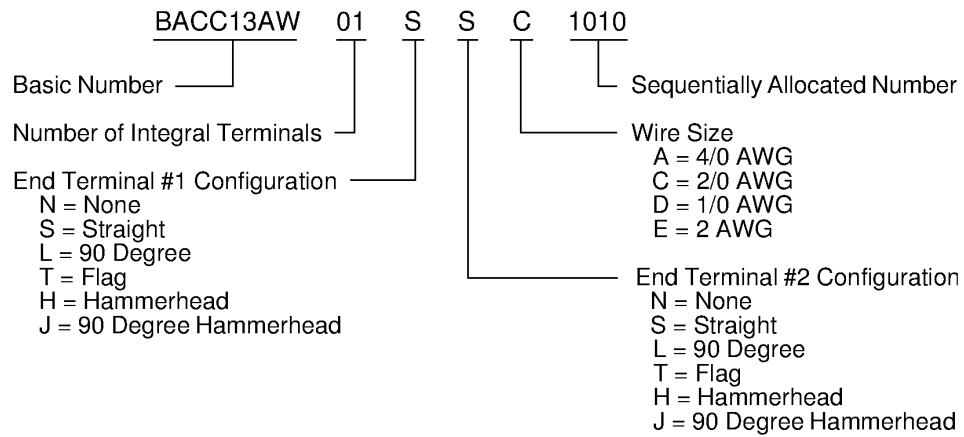 BACC13AW 01 S S C 1010
Basic Number
Sequentially Allocated Number
Number of Integral Terminals
Wire Size
A = 4/0 AWG
C = 2/0 AWG
D = 1/0 AWG
E = 2 AWG
End Terminal #1 Configuration
N = None
S = Straight
L = 90 Degree
T = Flag
H = Hammerhead
J = 90 Degree Hammerhead
End Terminal #2 Configuration
N = None
S = Straight
L = 90 Degree
T = Flag
H = Hammerhead
J = 90 Degree Hammerhead